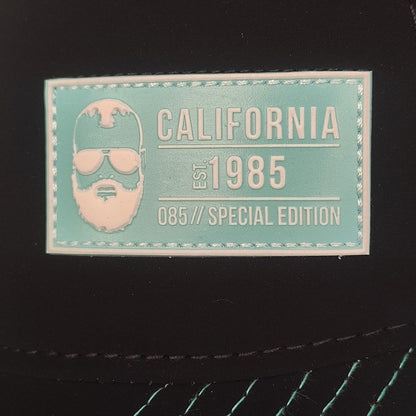 CALIFORNIA
EST. 1985
085// SPECIAL EDITION